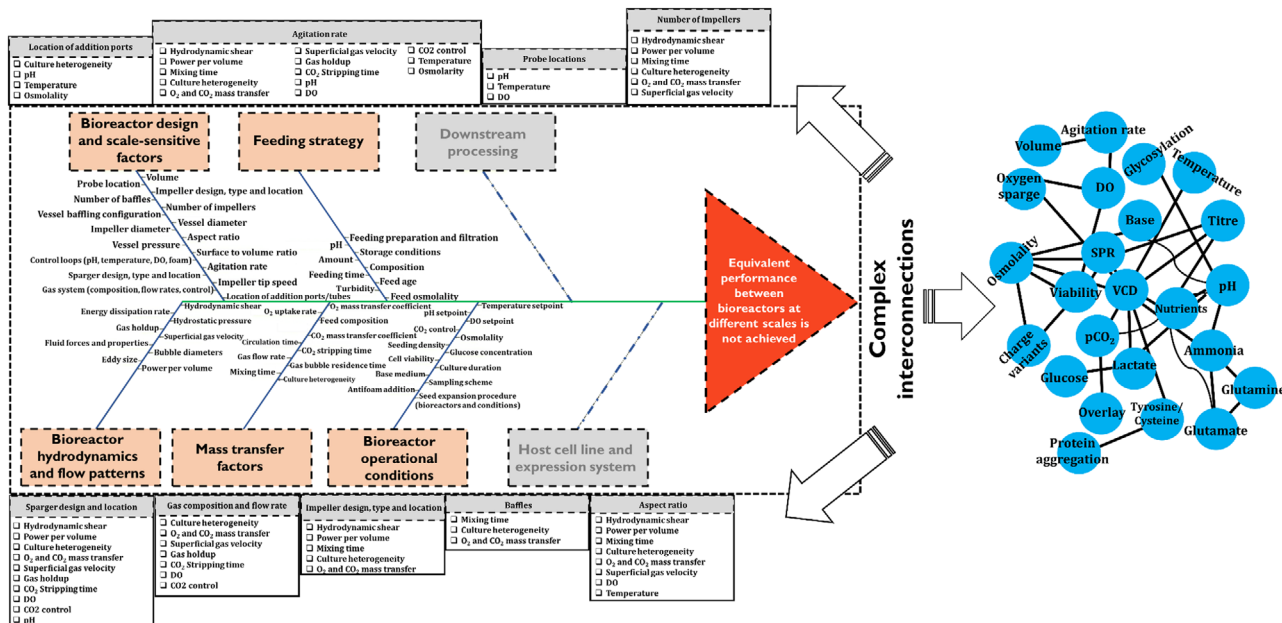 Location of addition ports
❑ Culture heterogeneity
❑ pH
❑ Temperature
❑ Osmolality
Agitation rate
❑ Hydrodynamic shear
❑ Power per volume
❑ Mixing time
❑ Culture heterogeneity
❑ O2 and CO2 mass transfer
❑ Superficial gas velocity
❑ Gas holdup
❑ CO2 Stripping time
❑ pH
❑ DO
❑ CO2 control
❑ Temperature
❑ Osmolarity
Probe locations
❑ pH
❑ Temperature
❑ DO
Number of Impellers
❑ Hydrodynamic shear
❑ Power per volume
❑ Mixing time
❑ Culture heterogeneity
❑ O2 and CO2 mass transfer
❑ Superficial gas velocity
Bioreactor design
and scale-sensitive
factors
Feeding strategy
Downstream
processing
Volume
Probe location
Impeller design, type and location
Number of baffles
Number of impellers
Vessel baffling configuration
Vessel diameter
Impeller diameter
Aspect ratio
Vessel pressure
Surface to volume ratio
Control loops (pH, temperature, DO, foam)
Agitation rate
Sparger design, type and location
Impeller tip speed
Gas system (composition, flow rates, control)
Location of addition ports/tubes
Feeding preparation and filtration
pH
Storage conditions
Amount
Composition
Feeding time
Feed age
Turbidity
Feed osmolality
Energy dissipation rate
Hydrodynamic shear
Hydrostatic pressure
Gas holdup
Superficial gas velocity
Fluid forces and properties
Bubble diameters
Eddy size
Power per volume
O2 uptake rate
O2 mass transfer coefficient
Feed composition
CO2 mass transfer coefficient
Circulation time
CO2 stripping time
Gas flow rate
Gas bubble residence time
Mixing time
Culture heterogeneity
Temperature setpoint
pH setpoint
DO setpoint
CO2 control
Osmolality
Seeding density
Glucose concentration
Cell viability
Culture duration
Base medium
Sampling scheme
Antifoam addition
Seed expansion procedure
(bioreactors and conditions)
Equivalent
performance
between
bioreactors at
different scales is
not achieved
Bioreactor
hydrodynamics
and flow patterns
Mass transfer
factors
Bioreactor
operational
conditions
Host cell line and
expression system
Sparger design and location
❑ Hydrodynamic shear
❑ Power per volume
❑ Culture heterogeneity
❑ O2 and CO2 mass transfer
❑ Superficial gas velocity
❑ Gas holdup
❑ CO2 Stripping time
❑ DO
❑ CO2 control
❑ pH
Gas composition and flow rate
❑ Culture heterogeneity
❑ O2 and CO2 mass transfer
❑ Superficial gas velocity
❑ Gas holdup
❑ CO2 Stripping time
❑ DO
❑ CO2 control
Impeller design, type and location
❑ Hydrodynamic shear
❑ Power per volume
❑ Mixing time
❑ Culture heterogeneity
❑ O2 and CO2 mass transfer
Baffles
❑ Mixing time
❑ Culture heterogeneity
❑ O2 and CO2 mass transfer
Aspect ratio
❑ Hydrodynamic shear
❑ Power per volume
❑ Mixing time
❑ Culture heterogeneity
❑ O2 and CO2 mass transfer
❑ Superficial gas velocity
❑ DO
❑ Temperature
Complex
interconnections
Agitation rate
Volume
Glycosylation
Temperature
Oxygen
sparge
DO
Base
Titre
Osmolality
SPR
Viability
VCD
pH
Nutrients
Charge
variants
pCO2
Ammonia
Glucose
Lactate
Glutamine
Overlay
Tyrosine/
Cysteine
Glutamate
Protein
aggregation